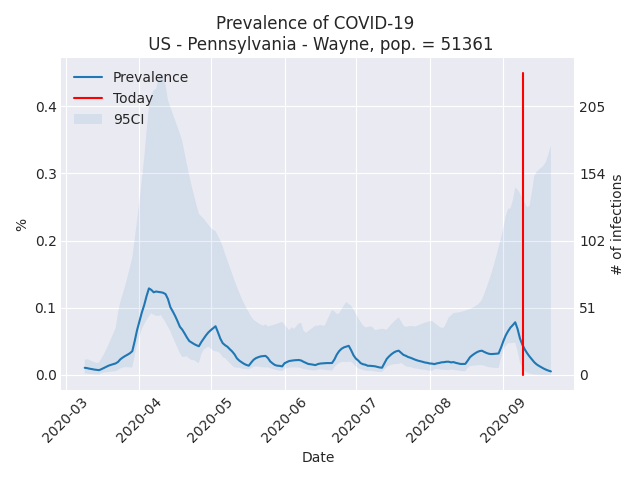 Prevalence of COVID-19
US - Pennsylvania - Wayne, pop. = 51361
Prevalence
Today
95CI
0.4
0.3
0.2
0.1
0.0
%
205
154
102
51
0
# of infections
2020-03
2020-04
2020-05
2020-06
2020-07
2020-08
2020-09
Date